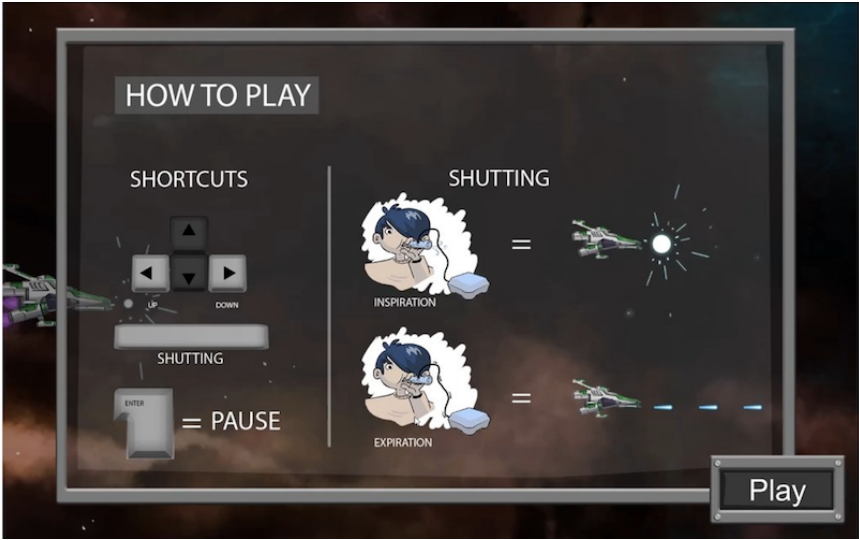 HOW TO PLAY
SHORTCUTS
UP
DOWN
SHUTTING
ENTER
= PAUSE
SHUTTING
=
INSPIRATION
=
EXPIRATION
Play